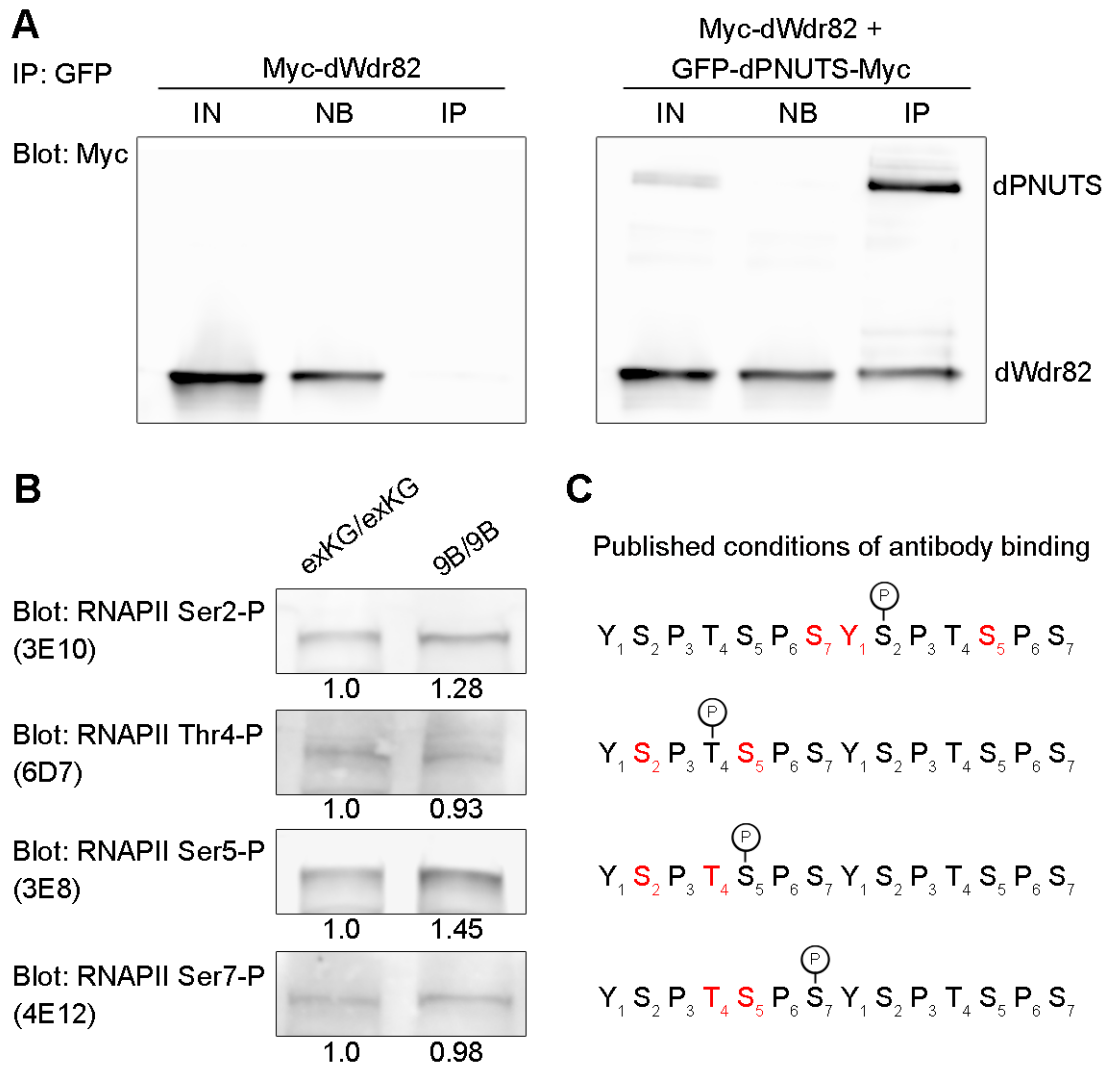 A
IP: GFP
Myc-dWdr82
Myc-dWdr82 +
GFP-dPNUTS-Myc
IN NB IP
IN NB IP
Blot: Myc
dPNUTS
dWdr82
B
exKG/exKG
9B/9B
Blot: RNAPII Ser2-P
(3E10)
1.0 1.28
Blot: RNAPII Thr4-P
(6D7)
1.0 0.93
Blot: RNAPII Ser5-P
(3E8)
1.0 1.45
Blot: RNAPII Ser7-P
(4E12)
1.0 0.98
C
Published conditions of antibody binding
P
Y1 S2 P3 T4 S5 P6 S7 Y1 S2 P3 T4 S5 P6 S7
P
Y1 S2 P3 T4 S5 P6 S7 Y1 S2 P3 T4 S5 P6 S7
P
Y1 S2 P3 T4 S5 P6 S7 Y1 S2 P3 T4 S5 P6 S7
P
Y1 S2 P3 T4 S5 P6 S7 Y1 S2 P3 T4 S5 P6 S7